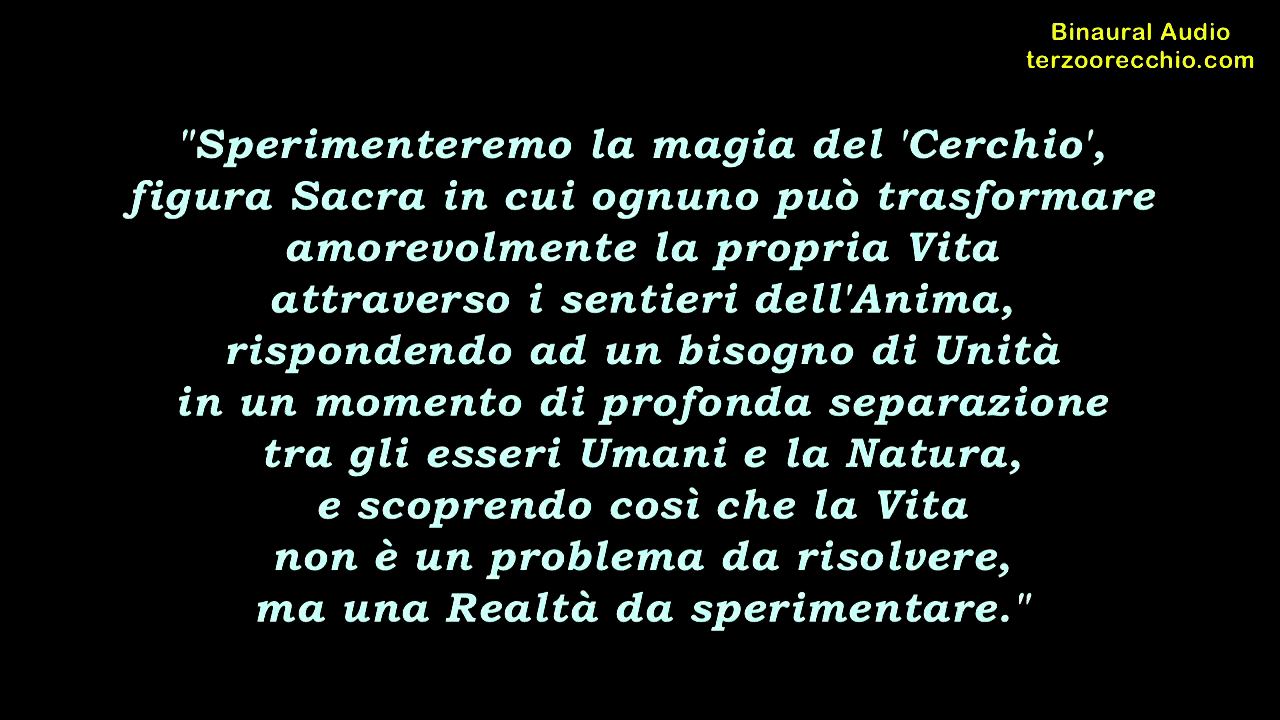 Binaural Audio
terzoorecchio.com
"Sperimenteremo la magia del 'Cerchio',
figura Sacra in cui ognuno può trasformare
amorevolmente la propria Vita
attraverso i sentieri dell'Anima,
rispondendo ad un bisogno di Unità
in un momento di profonda separazione
tra gli esseri Umani e la Natura,
e scoprendo così che la Vita
non è un problema da risolvere,
ma una Realtà da sperimentare."